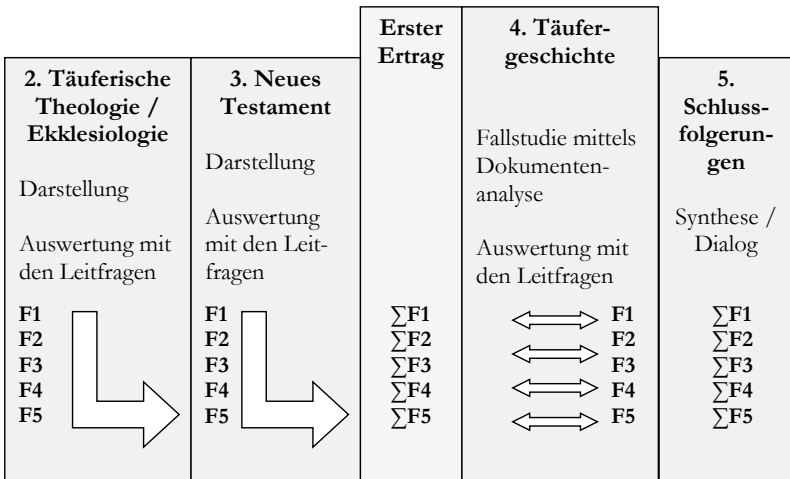 2. Täuferische
Theologie /
Ekklesiologie
Darstellung
Auswertung mit
den Leitfragen
F1
F2
F3
F4
F5
3. Neues
Testament
Darstellung
Auswertung
mit den Leit-
fragen
F1
F2
F3
F4
F5
Erster
Ertrag
∑F1
∑F2
∑F3
∑F4
∑F5
4. Täufer-
geschichte
Fallstudie mittels
Dokumenten-
analyse
Auswertung mit
den Leitfragen
F1
F2
F3
F4
F5
5.
Schluss-
folgerun-
gen
Synthese /
Dialog
∑F1
∑F2
∑F3
∑F4
∑F5